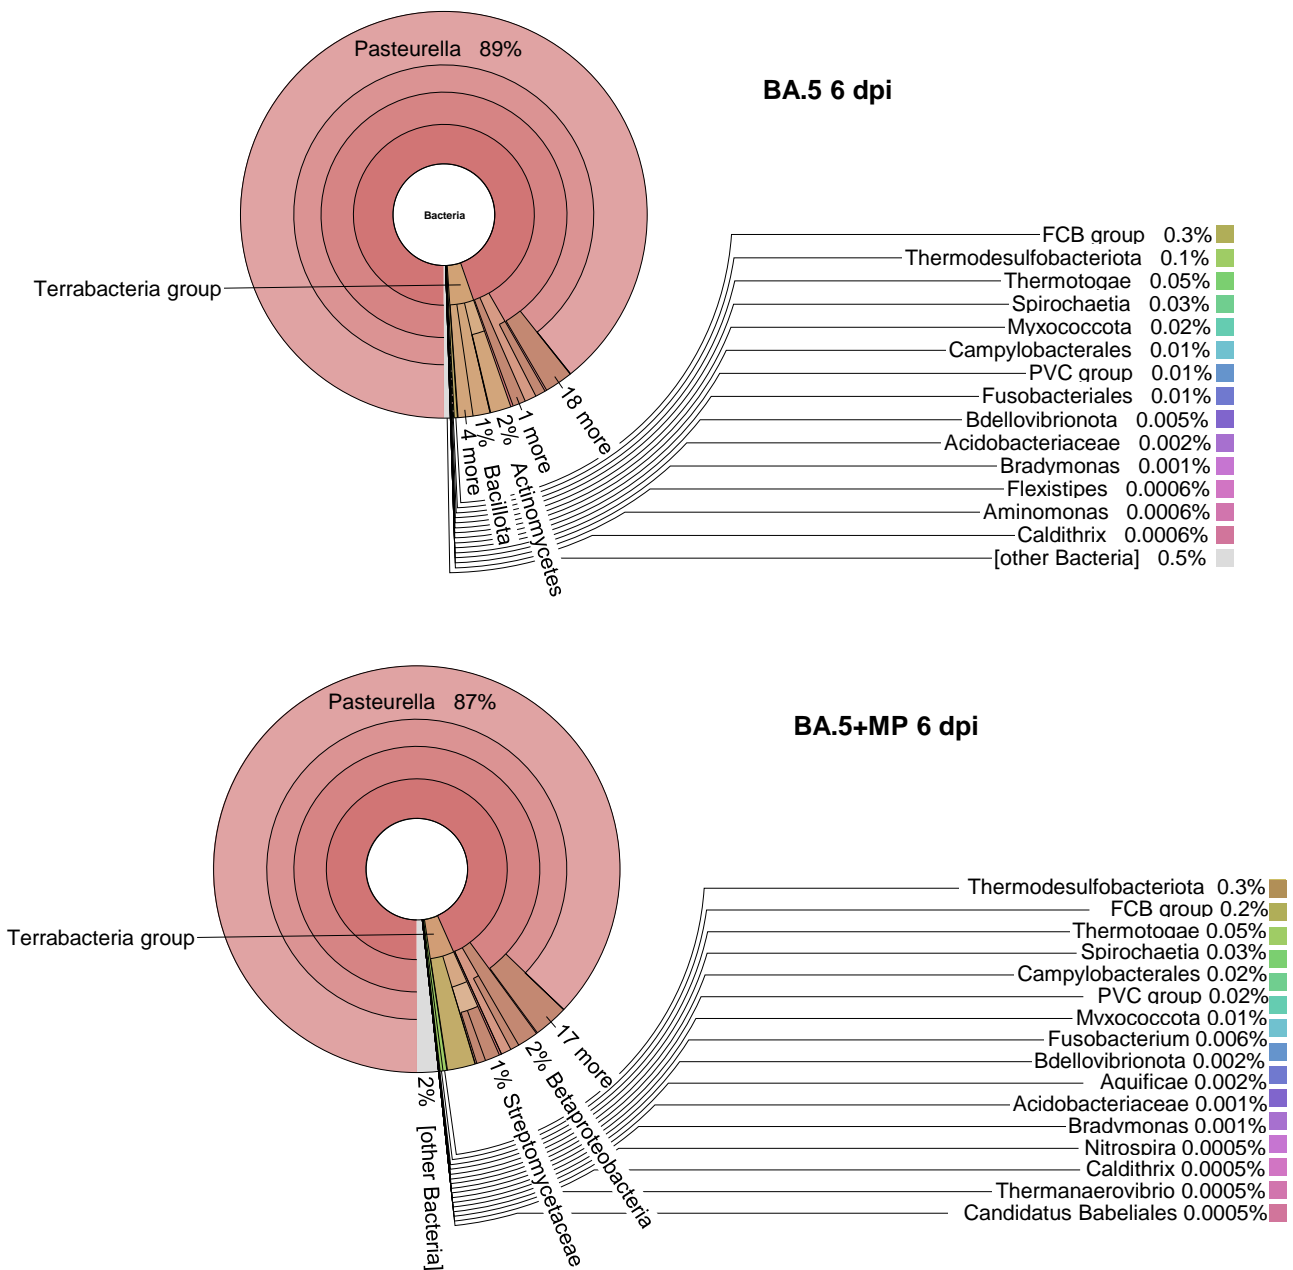 Pasteurella 89%
BA.5 6 dpi
Bacteria
Terrabacteria group
FCB group 0.3%
Thermodesulfobacteriota 0.1%
Thermotogae 0.05%
Spirochaetia 0.03%
Myxococcota 0.02%
Campylobacterales 0.01%
PVC group 0.01%
Fusobacteriales 0.01%
Bdellovibrionota 0.005%
Acidobacteriaceae 0.002%
Bradymonas 0.001%
Flexistipes 0.0006%
Aminomonas 0.0006%
Caldithrix 0.0006%
[other Bacteria] 0.5%
4 more
1% Bacillota
2% Actinomycetes
1 more
18 more
Pasteurella 87%
BA.5+MP 6 dpi
Terrabacteria group
Thermodesulfobacteriota 0.3%
FCB group 0.2%
Thermotogae 0.05%
Spirochaetia 0.03%
Campylobacterales 0.02%
PVC group 0.02%
Myxococcota 0.01%
Fusobacterium 0.006%
Bdellovibrionota 0.002%
Aquificae 0.002%
Acidobacteriaceae 0.001%
Bradymonas 0.001%
Nitrospira 0.0005%
Caldithrix 0.0005%
Thermanaerovibrio 0.0005%
Candidatus Babeliales 0.0005%
2% [other Bacteria]
1% Streptomycetaceae
2% Betaproteobacteria
17 more